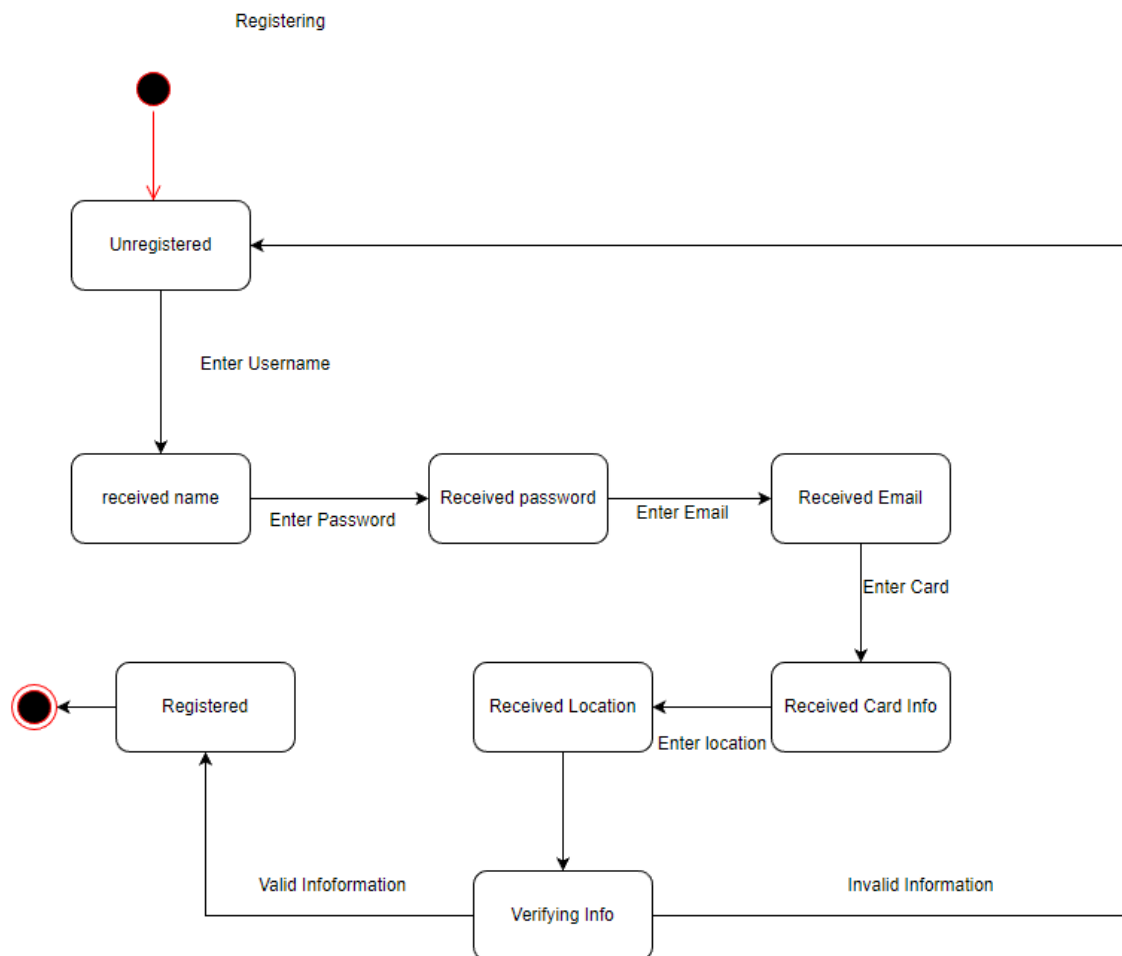 Registering
Unregistered
Enter Username
received name
Enter Password
Received password
Enter Email
Received Email
Enter Card
Registered
Received Location
Enter location
Received Card Info
Valid Infoformation
Verifying Info
Invalid Information